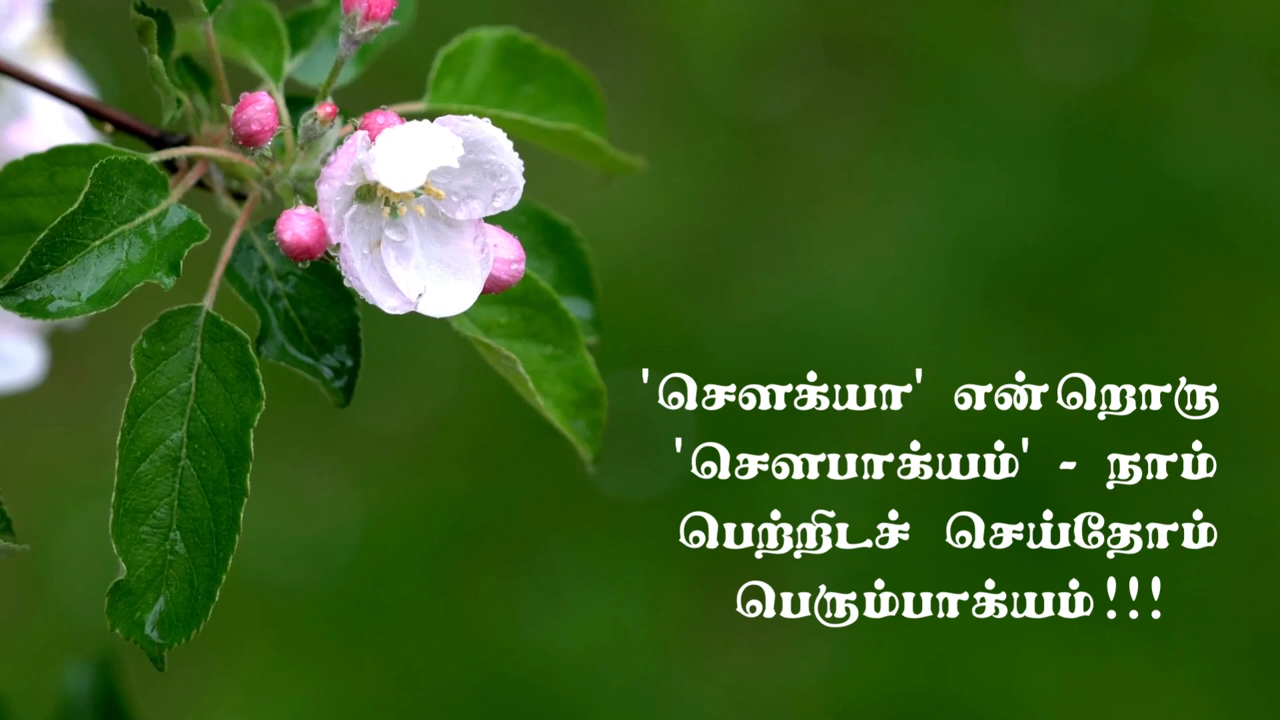 'சௌக்யா' என்றொரு
'சௌபாக்யம்' - நாம்
பெற்றிடச் செய்தோம்
பெரும்பாக்யம்!!!